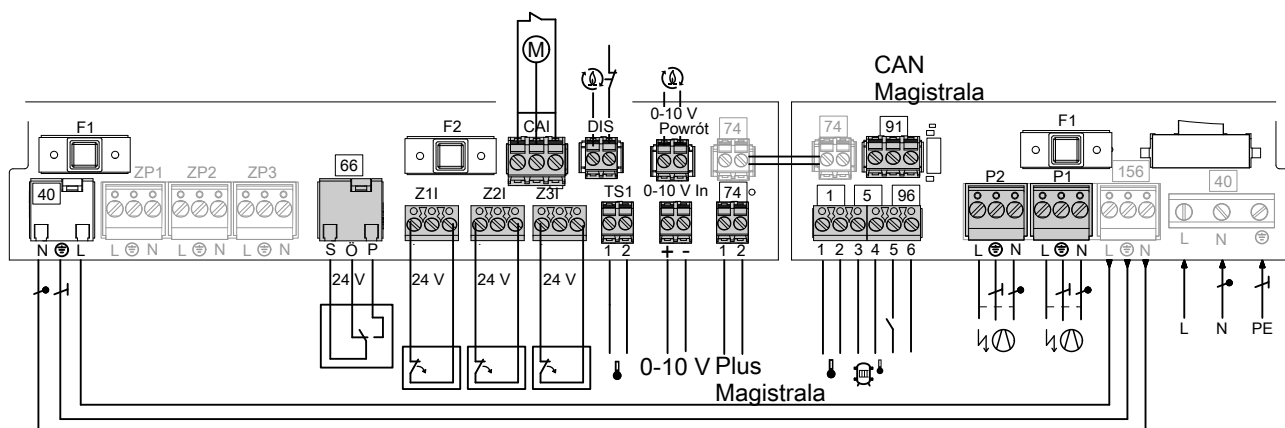 CAN
Magistrala
M
0-10 V
F1 F2 CAI DIS Powrót 74 74 91 F1
40 ZP1 ZP2 ZP3 66 Z1I Z2I Z3I TS1 0-10 V In 74 1 5 96 P2 P1 156 40
N L L N L N L N S Ö P 1 2 + - 1 2 1 2 3 4 5 6 L N L N L N L N
24 V 24 V 24 V 24 V
L N PE
0-10 V Plus
Magistrala